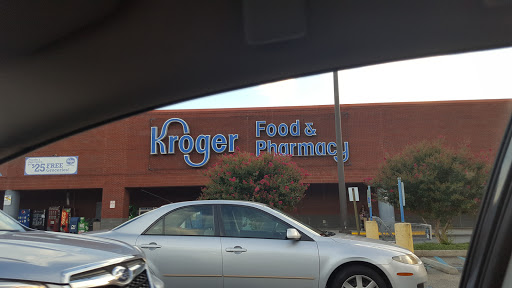 Kroger
Food &
Pharmacy
$25 FREE